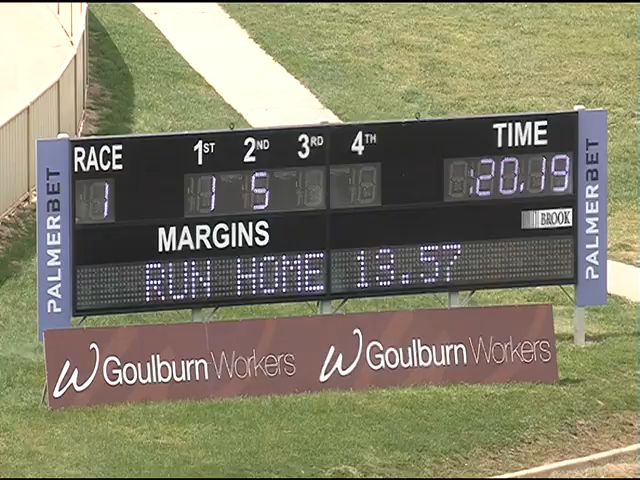 RACE 1ST 2ND 3RD 4TH TIME
1 1 5 :20.19
MARGINS BROOK
RUN HOME 13.57
PALMERBET
PALMERBET
w Goulburn Workers w Goulburn Workers